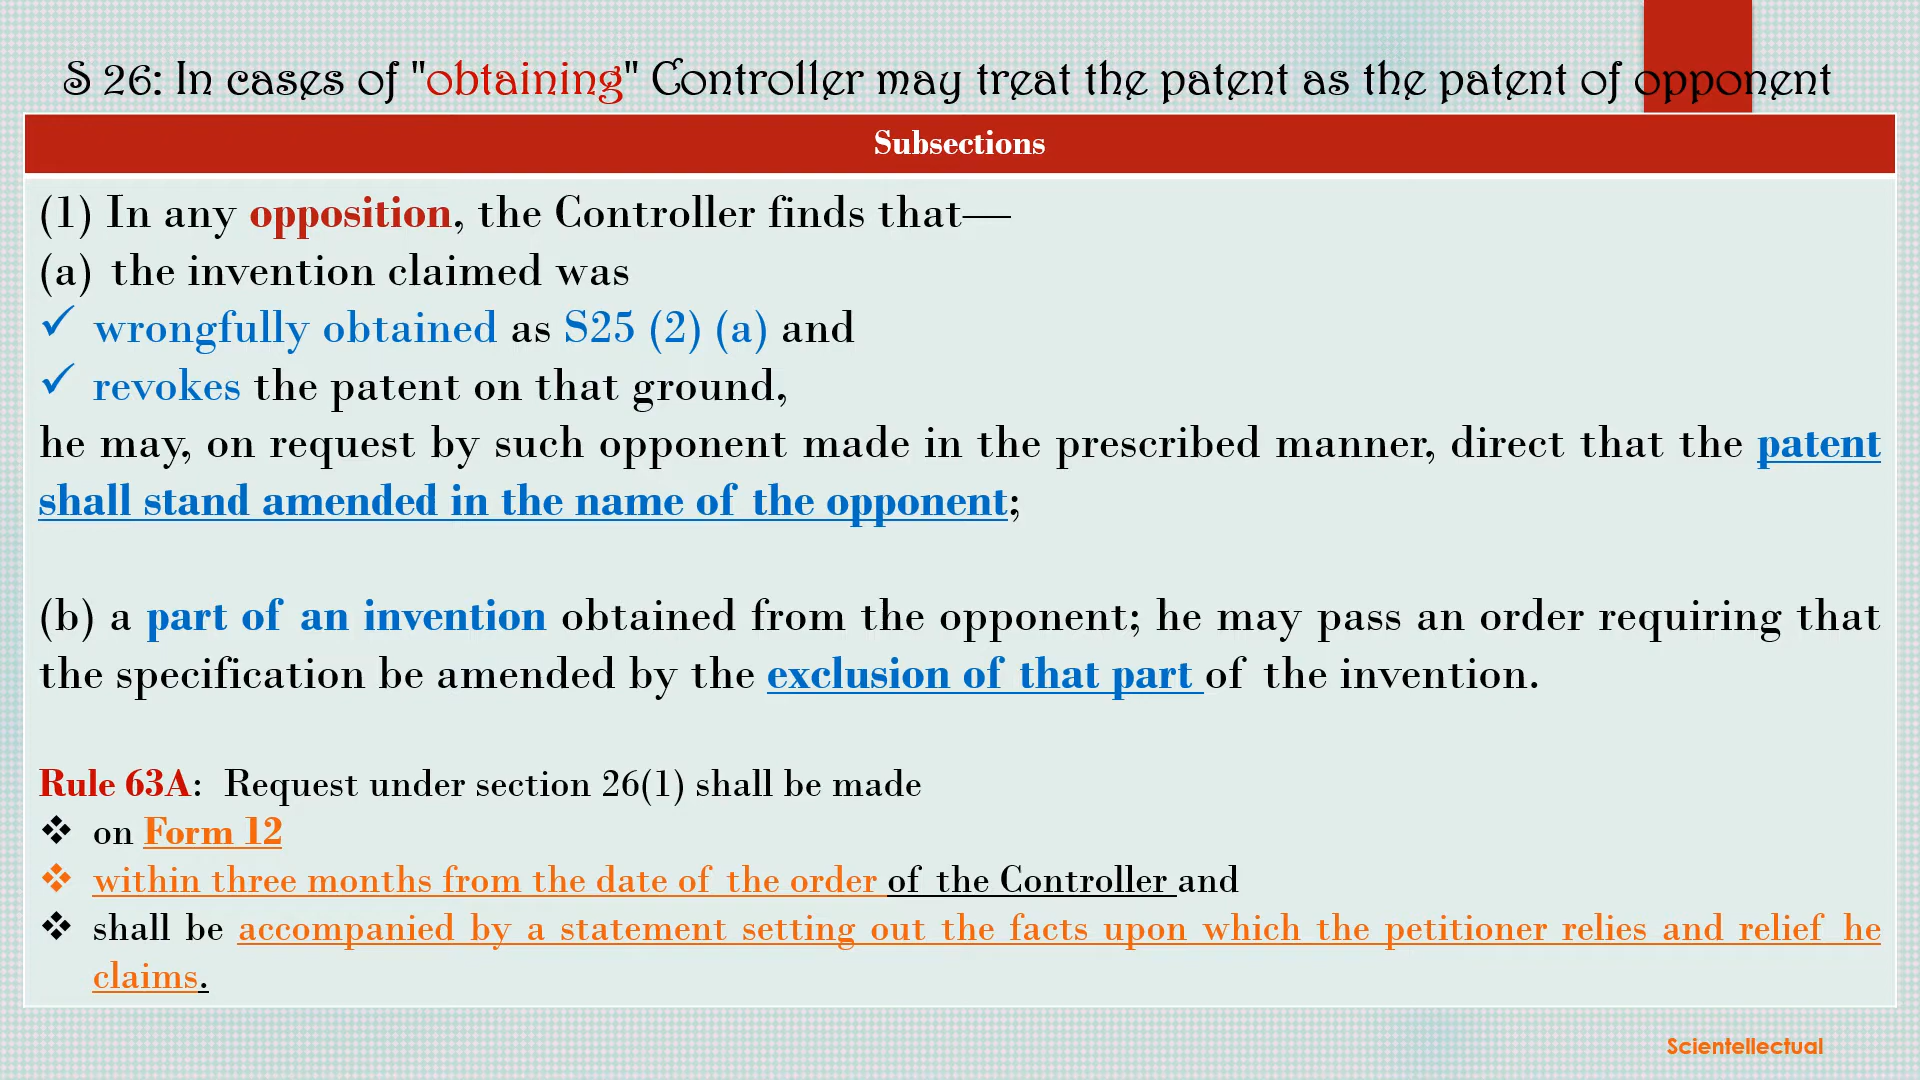 S 26: In cases of "obtaining" Controller may treat the patent as the patent of opponent
Subsections
(1) In any opposition, the Controller finds that—
(a) the invention claimed was
✓ wrongfully obtained as S25 (2) (a) and
✓ revokes the patent on that ground,
he may, on request by such opponent made in the prescribed manner, direct that the patent
shall stand amended in the name of the opponent;
(b) a part of an invention obtained from the opponent; he may pass an order requiring that
the specification be amended by the exclusion of that part of the invention.
Rule 63A: Request under section 26(1) shall be made
❖ on Form 12
❖ within three months from the date of the order of the Controller and
❖ shall be accompanied by a statement setting out the facts upon which the petitioner relies and relief he
claims.
Scientellectual